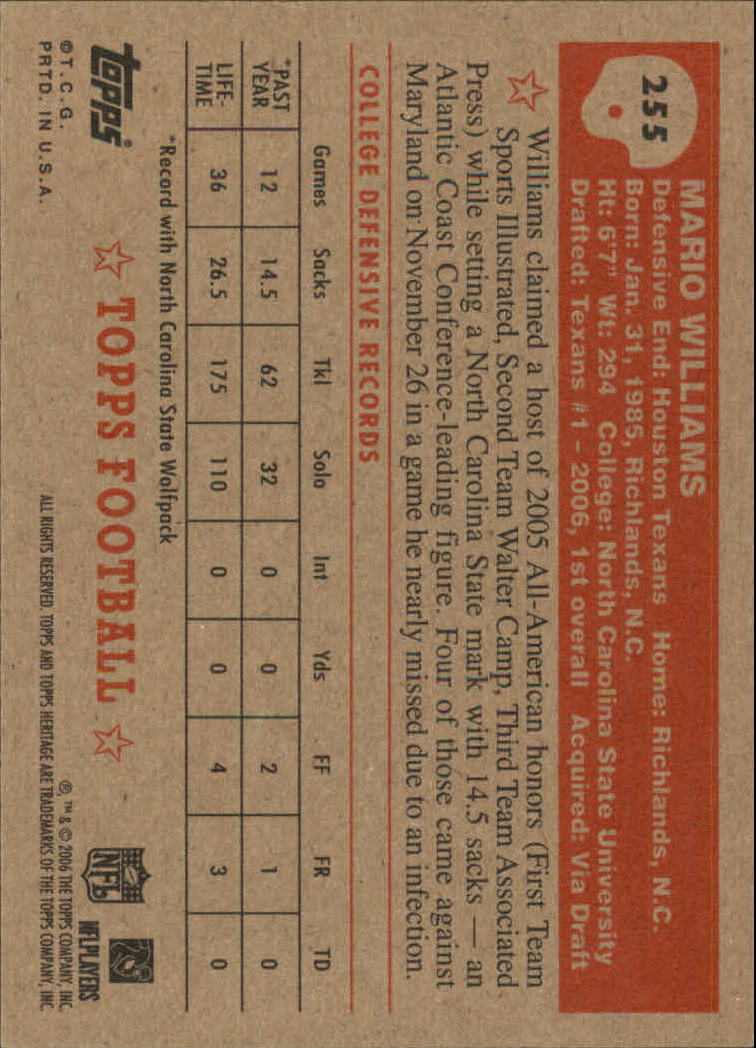 255
MARIO WILLIAMS
Defensive End: Houston Texans Home: Richlands, N.C.
Born: Jan. 31, 1985, Richlands, N.C.
Ht: 6'7" Wt: 294 College: North Carolina State University
Drafted: Texans #1 - 2006, 1st overall Acquired: Via Draft
Williams claimed a host of 2005 All-American honors (First Team
Sports Illustrated, Second Team Walter Camp, Third Team Associated
Press) while setting a North Carolina State mark with 14.5 sacks — an
Atlantic Coast Conference-leading figure. Four of those came against
Maryland on November 26 in a game he nearly missed due to an infection.
COLLEGE DEFENSIVE RECORDS
Games Sacks Tkl Solo Int Yds FF FR TD
*PAST YEAR 12 14.5 62 32 0 0 2 1 0
LIFE-TIME 36 26.5 175 110 0 0 4 3 0
*Record with North Carolina State Wolfpack
topps®
TOPPS FOOTBALL
NFL
NFLPLAYERS
©T.C.G.
PRTD. IN U.S.A.
®, ™ & © 2006 THE TOPPS COMPANY, INC.
ALL RIGHTS RESERVED. TOPPS AND TOPPS HERITAGE ARE TRADEMARKS OF THE TOPPS COMPANY, INC.